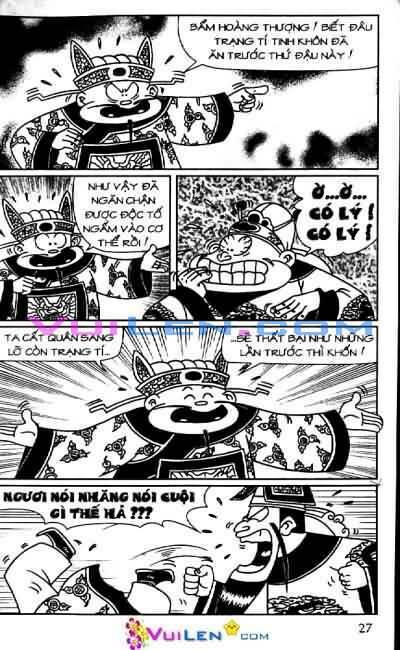 BẨM HOÀNG THƯỢNG! BIẾT ĐÂU
TRẠNG TÍ TINH KHÔN ĐÃ
ĂN TRƯỚC THỨ ĐẬU NÀY!
NHƯ VẬY ĐÃ
NGĂN CHẬN
ĐƯỢC ĐỘC TỐ
NGẤM VÀO CƠ
THỂ RỒI!
Ờ...Ờ...
CÓ LÝ!
CÓ LÝ!
VUILEN.COM
TA CẤT QUÂN SANG
LỠ CÒN TRẠNG TÍ...
...SẼ THẤT BẠI NHƯ NHỮNG
LẦN TRƯỚC THÌ KHỐN!
NGƯƠI NÓI NHĂNG NÓI CUỘI
GÌ THẾ HẢ???
27
VUILEN.COM